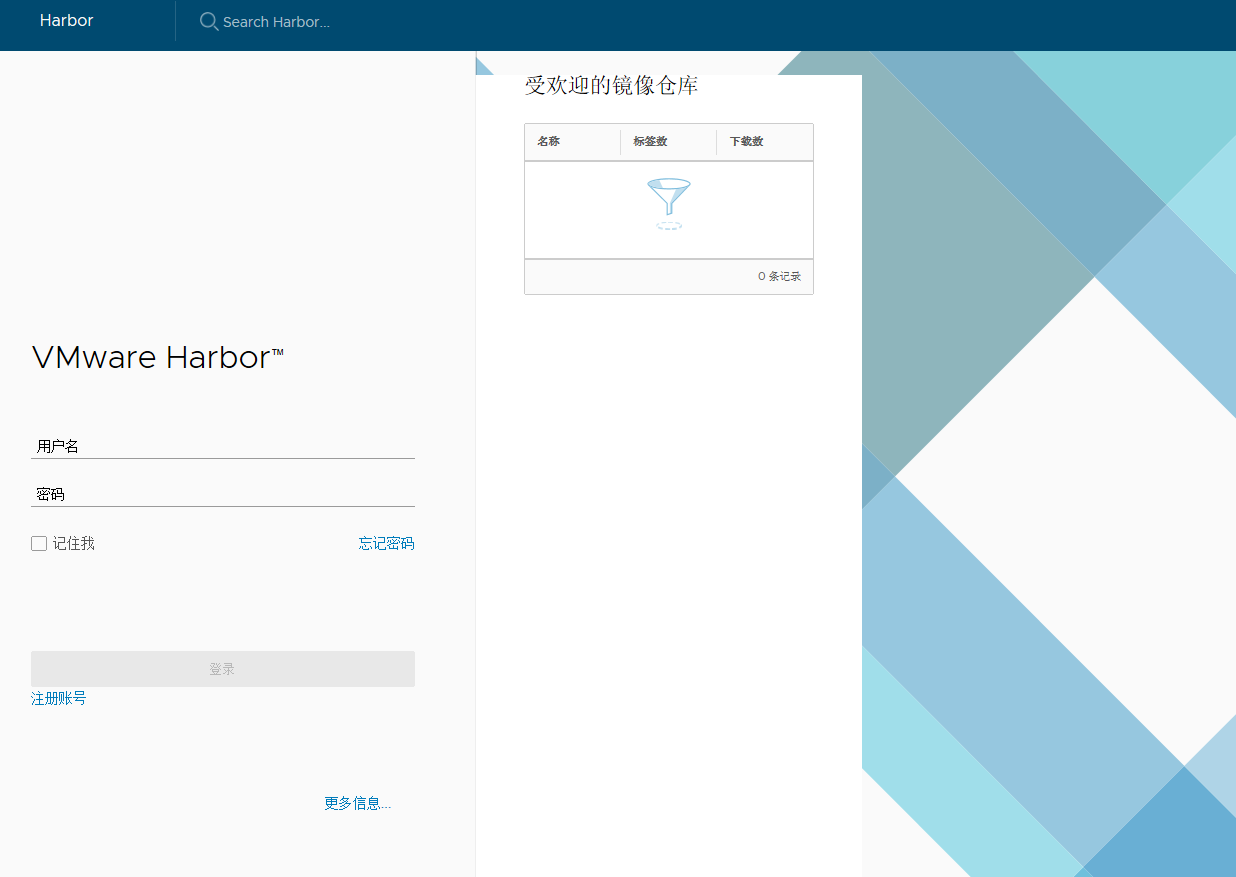 Harbor
Search Harbor...
受欢迎的镜像仓库
名称 标签数 下载数
0 条记录
VMware Harbor™
用户名
密码
记住我 忘记密码
登录
注册账号
更多信息...